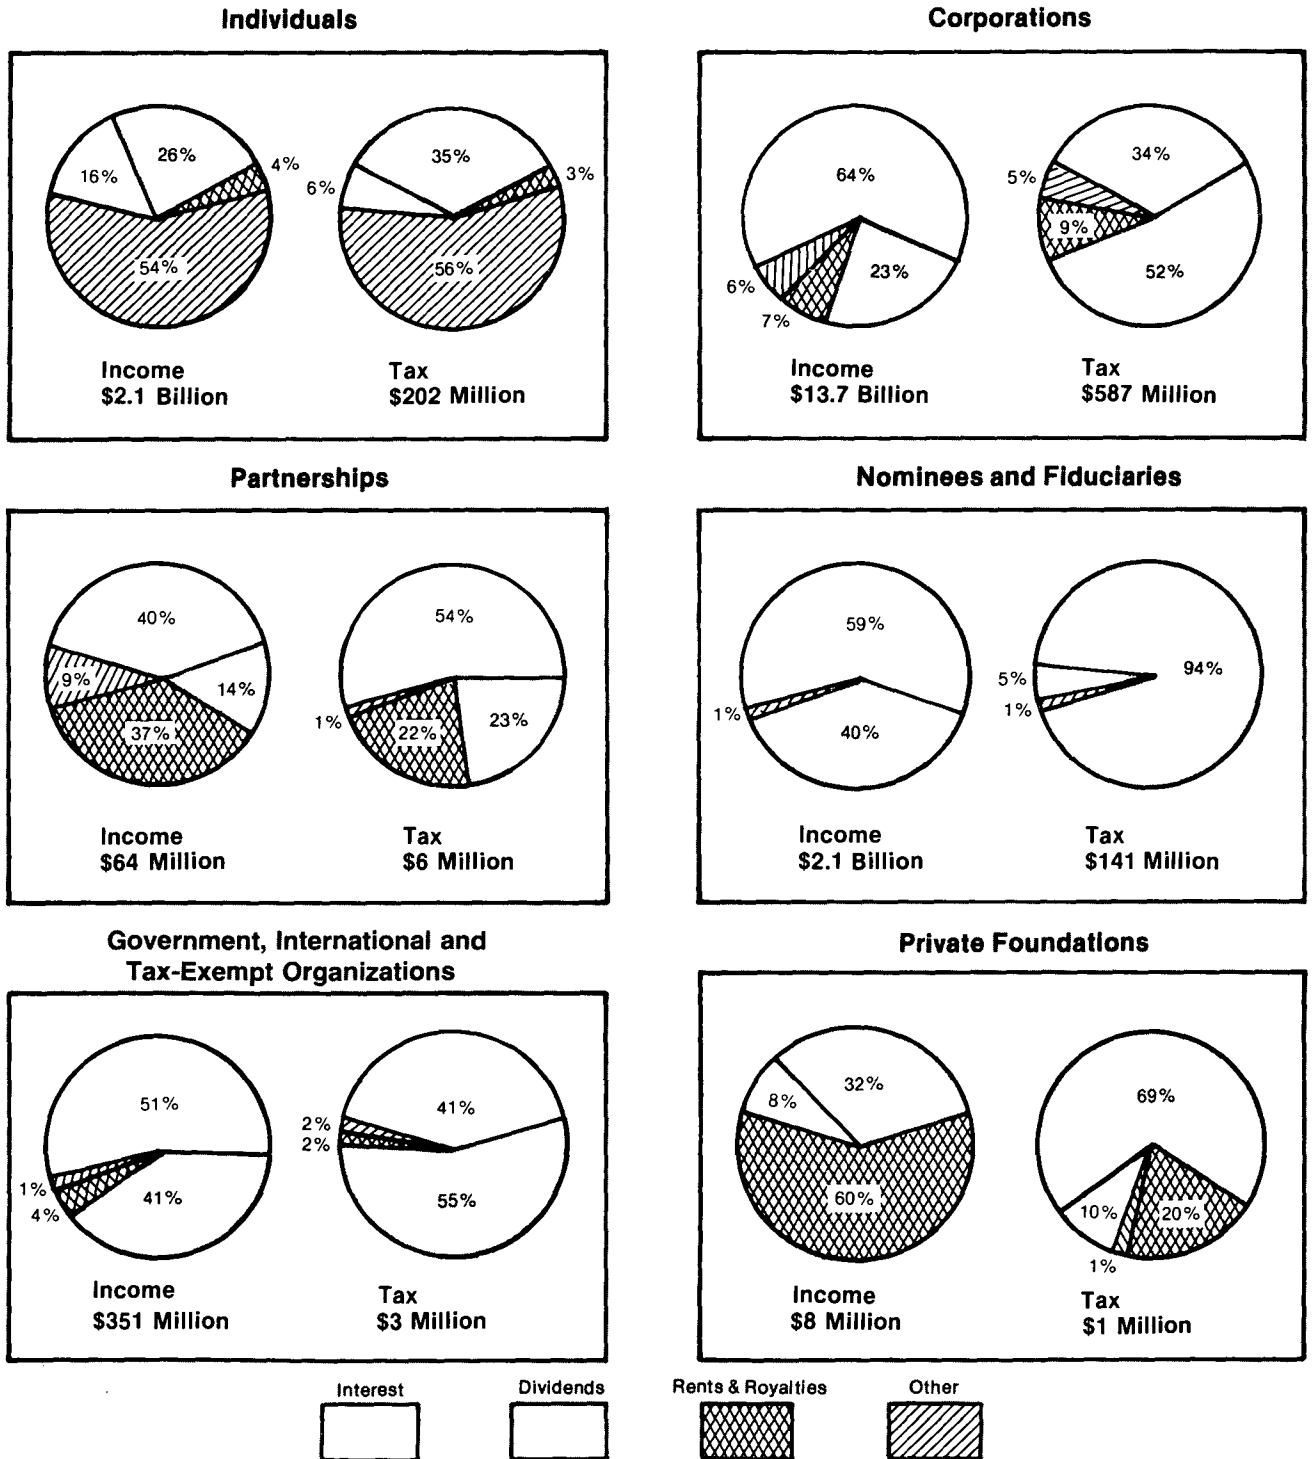 Individuals
26%
4%
16%
54%
Income
$2.1 Billion
35%
3%
6%
56%
Tax
$202 Million
Corporations
64%
23%
6%
7%
Income
$13.7 Billion
34%
5%
9%
52%
Tax
$587 Million
Partnerships
40%
9%
14%
37%
Income
$64 Million
54%
1%
22%
23%
Tax
$6 Million
Nominees and Fiduciaries
59%
1%
40%
Income
$2.1 Billion
94%
5%
1%
Tax
$141 Million
Government, International and
Tax-Exempt Organizations
51%
1%
4%
41%
Income
$351 Million
41%
2%
2%
55%
Tax
$3 Million
Private Foundations
32%
8%
60%
Income
$8 Million
69%
10%
20%
1%
Tax
$1 Million
Interest
Dividends
Rents & Royalties
Other